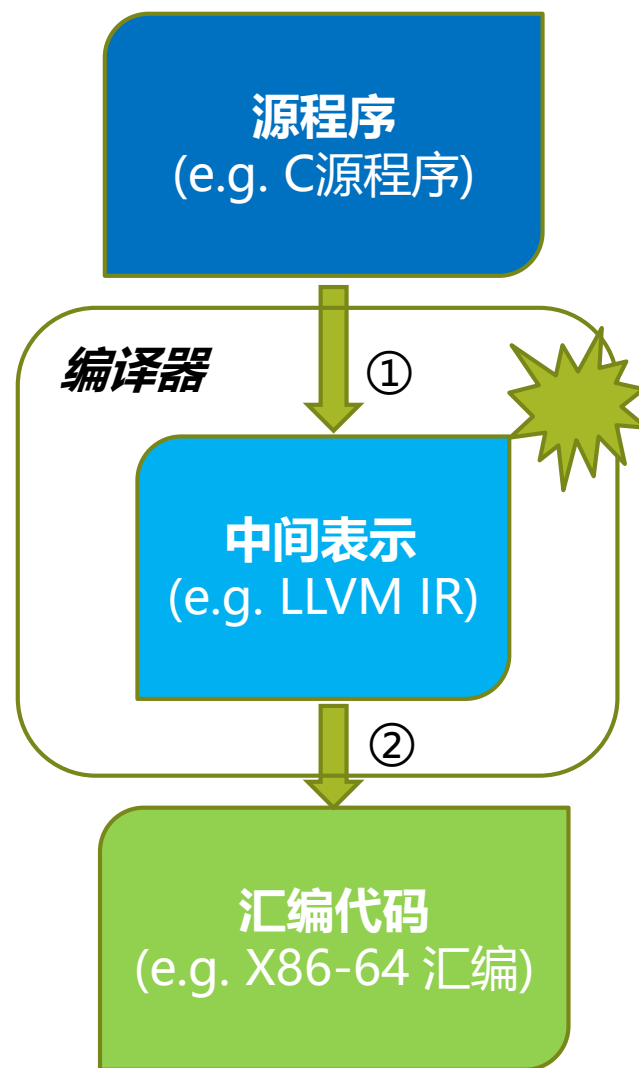 源程序
(e.g. C源程序)
编译器
①
中间表示
(e.g. LLVM IR)
②
汇编代码
(e.g. X86-64 汇编)